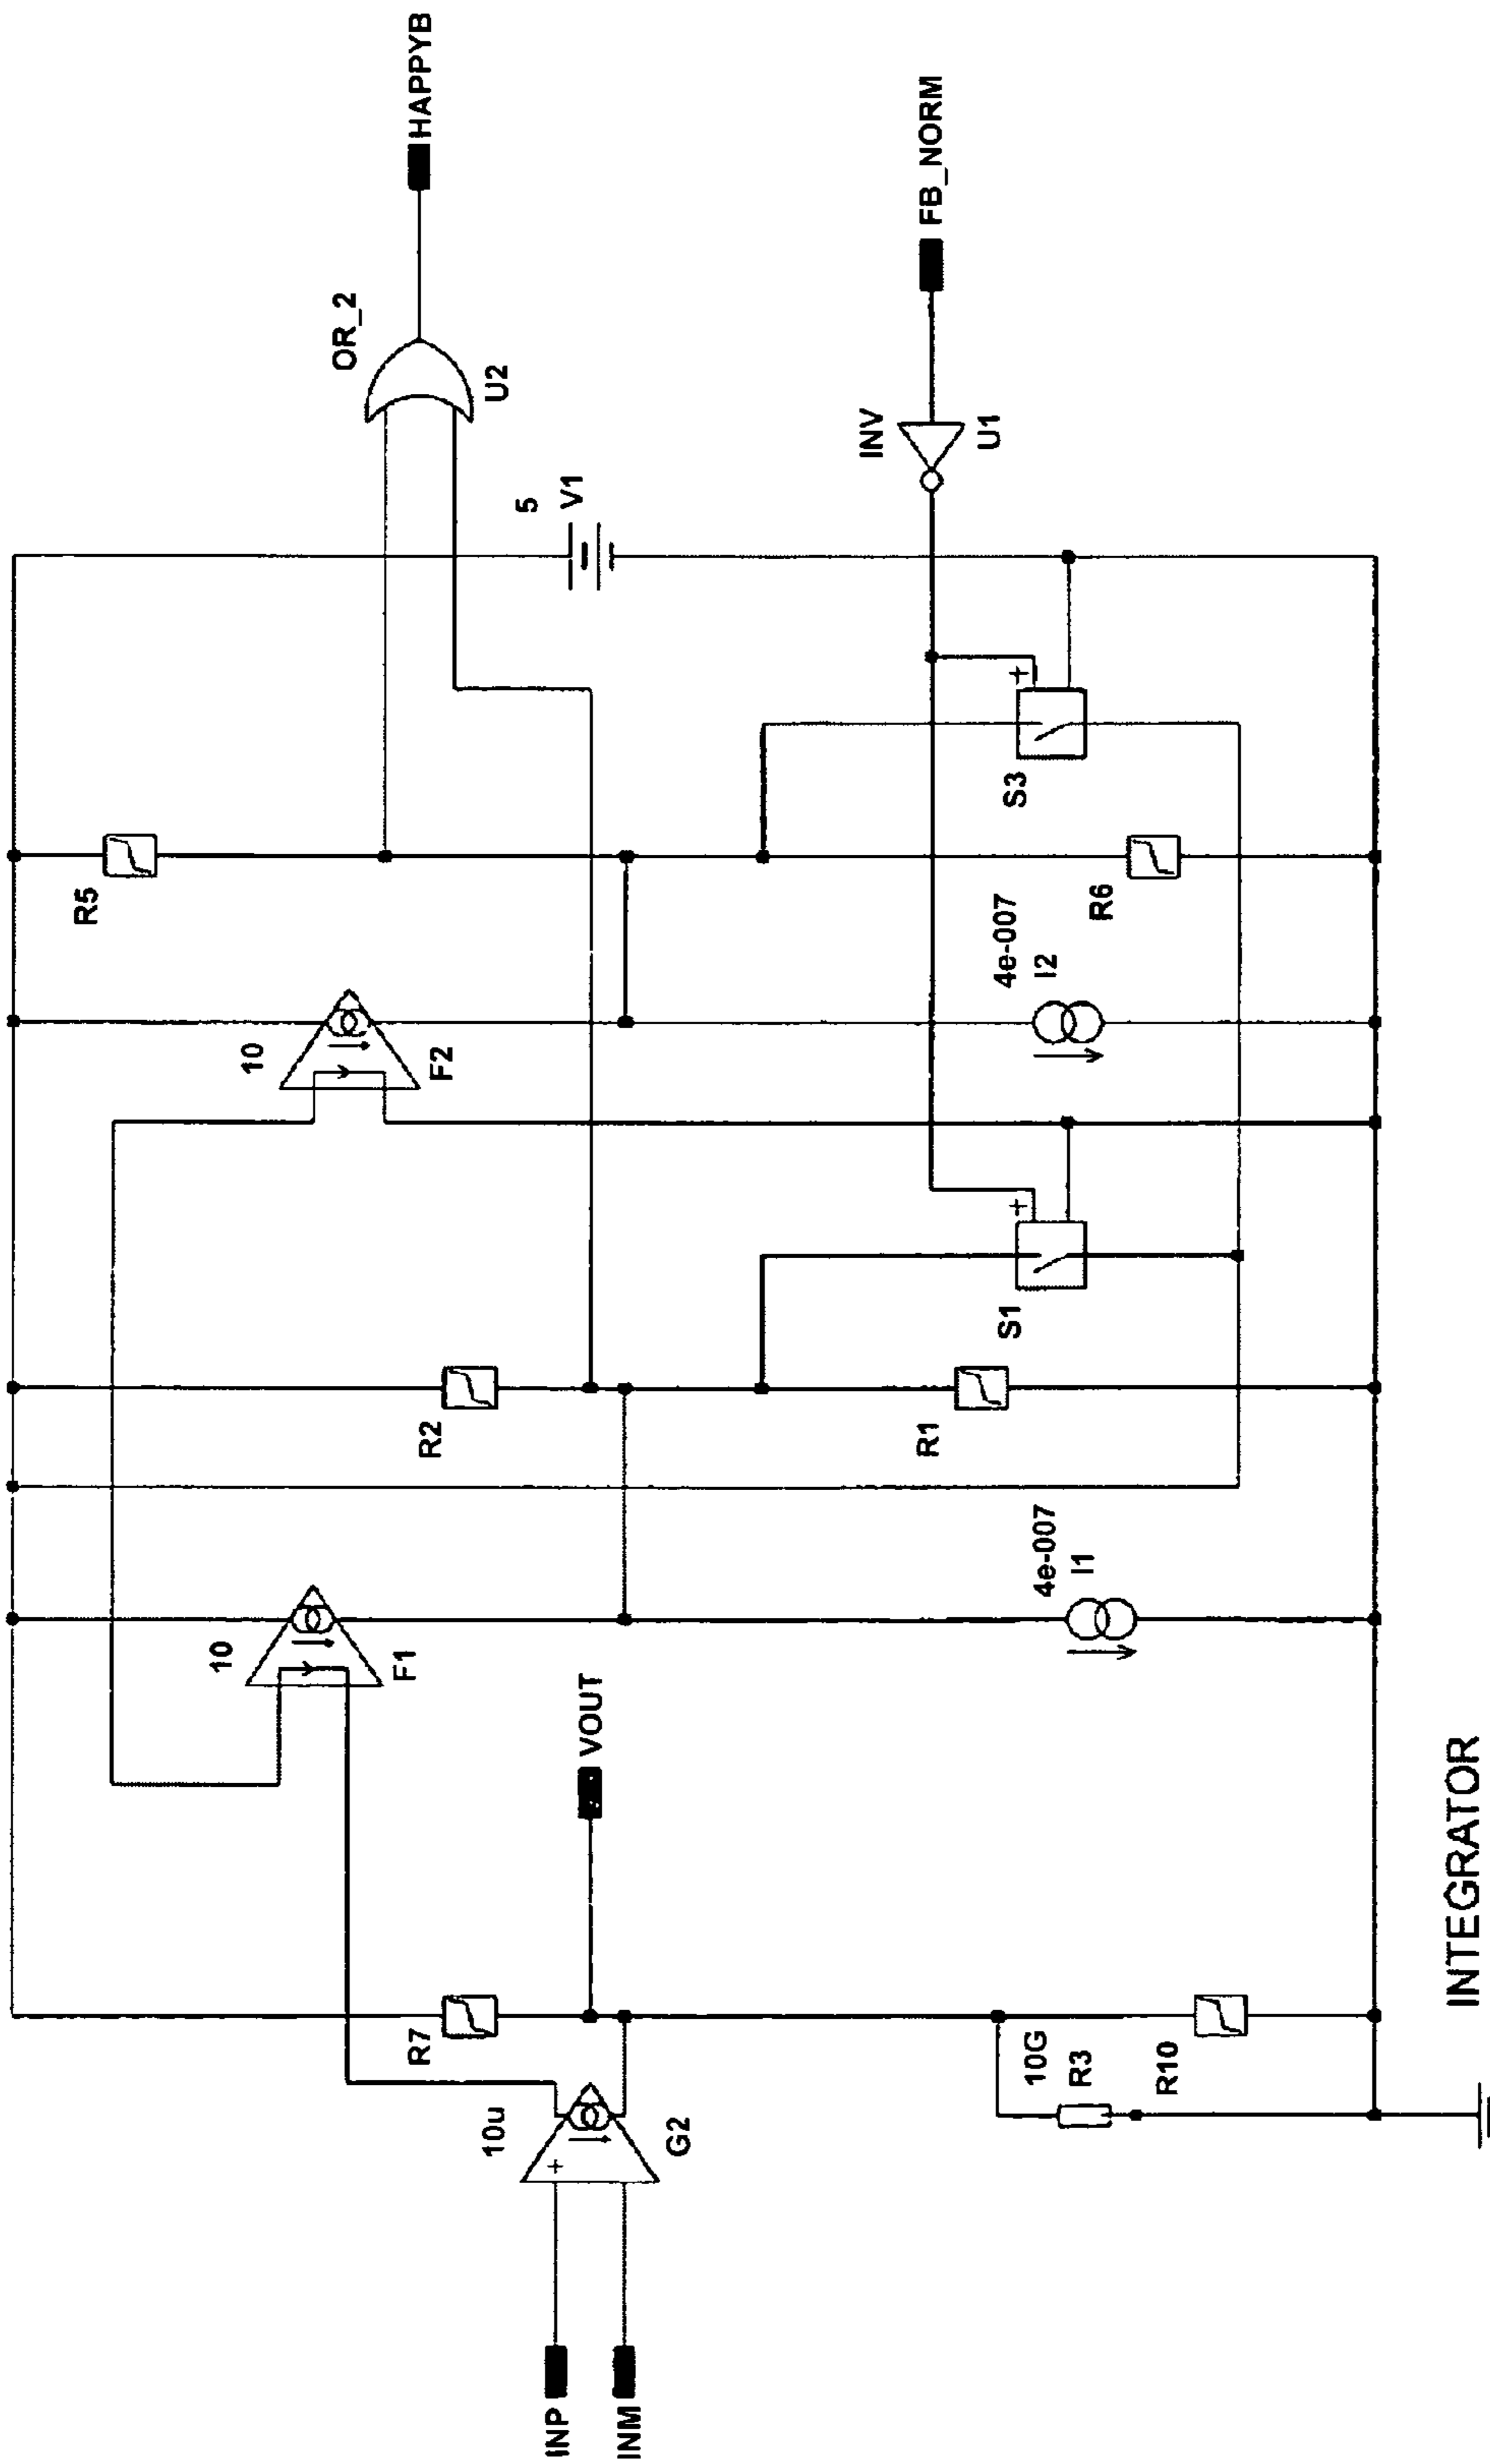 HAPPYB
OR_2
U2
FB_NORM
INV
U1
5
V1
R5
10
F2
4e-007
I2
R6
+
S3
+
S1
R2
R1
10
F1
4e-007
I1
VOUT
R7
10u
+
G2
10G
R3
R10
INP
INM
INTEGRATOR